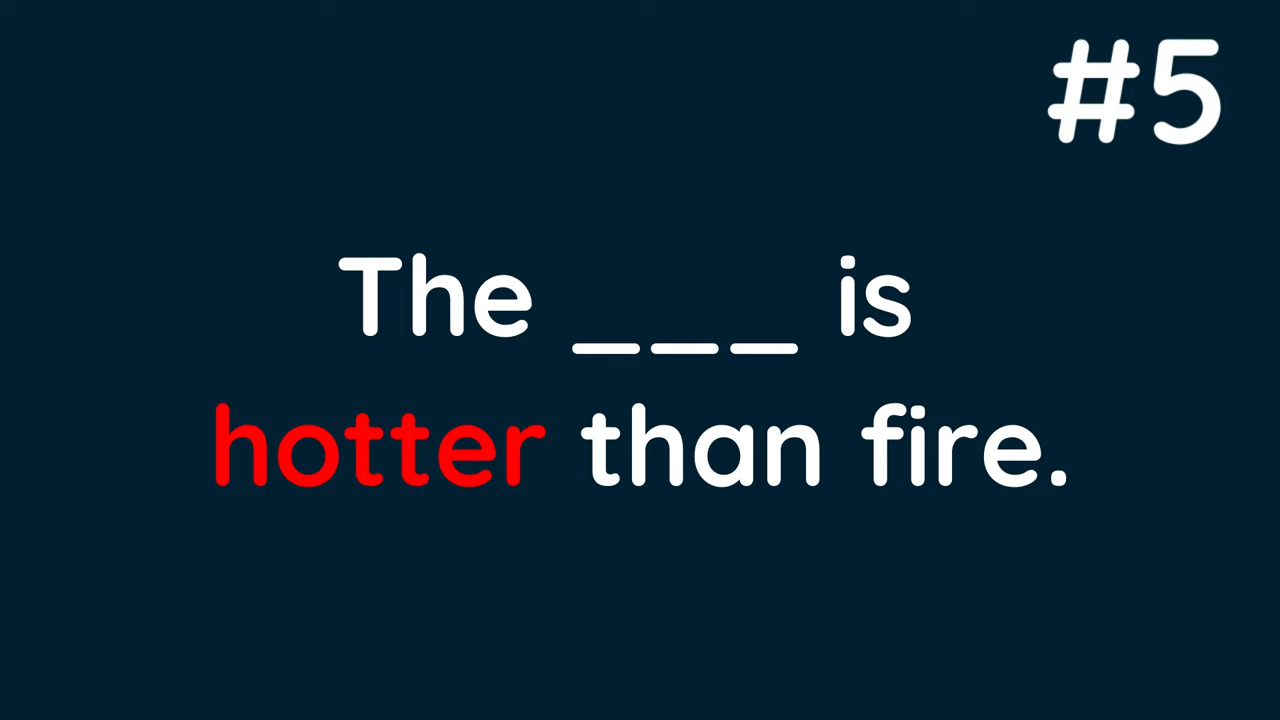 #5
The ___ is
hotter than fire.